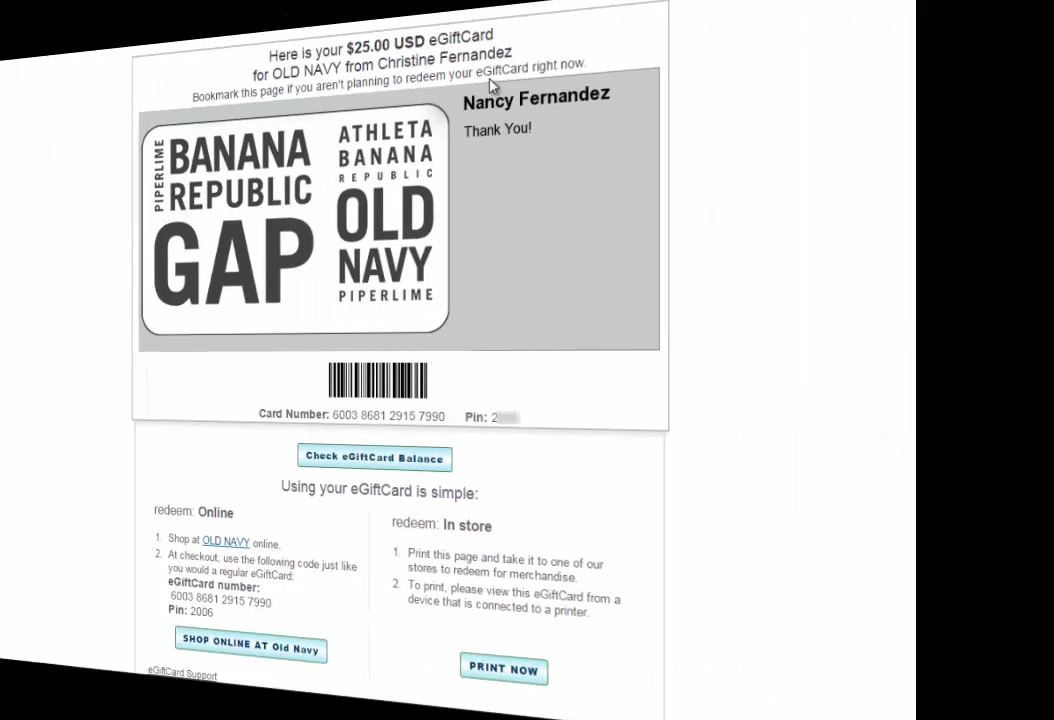 Here is your $25.00 USD eGiftCard
for OLD NAVY from Christine Fernandez
Bookmark this page if you aren't planning to redeem your eGiftCard right now.
Nancy Fernandez
Thank You!
PIPERLIME
BANANA
REPUBLIC
GAP
ATHLETA
BANANA
REPUBLIC
OLD
NAVY
PIPERLIME
Card Number: 6003 8681 2915 7990 Pin: 2
Check eGiftCard Balance
Using your eGiftCard is simple:
redeem: Online
1. Shop at OLD NAVY online.
2. At checkout, use the following code just like
you would a regular eGiftCard:
eGiftCard number:
6003 8681 2915 7990
Pin: 2006
SHOP ONLINE AT Old Navy
eGiftCard Support
redeem: In store
1. Print this page and take it to one of our
stores to redeem for merchandise.
2. To print, please view this eGiftCard from a
device that is connected to a printer.
PRINT NOW